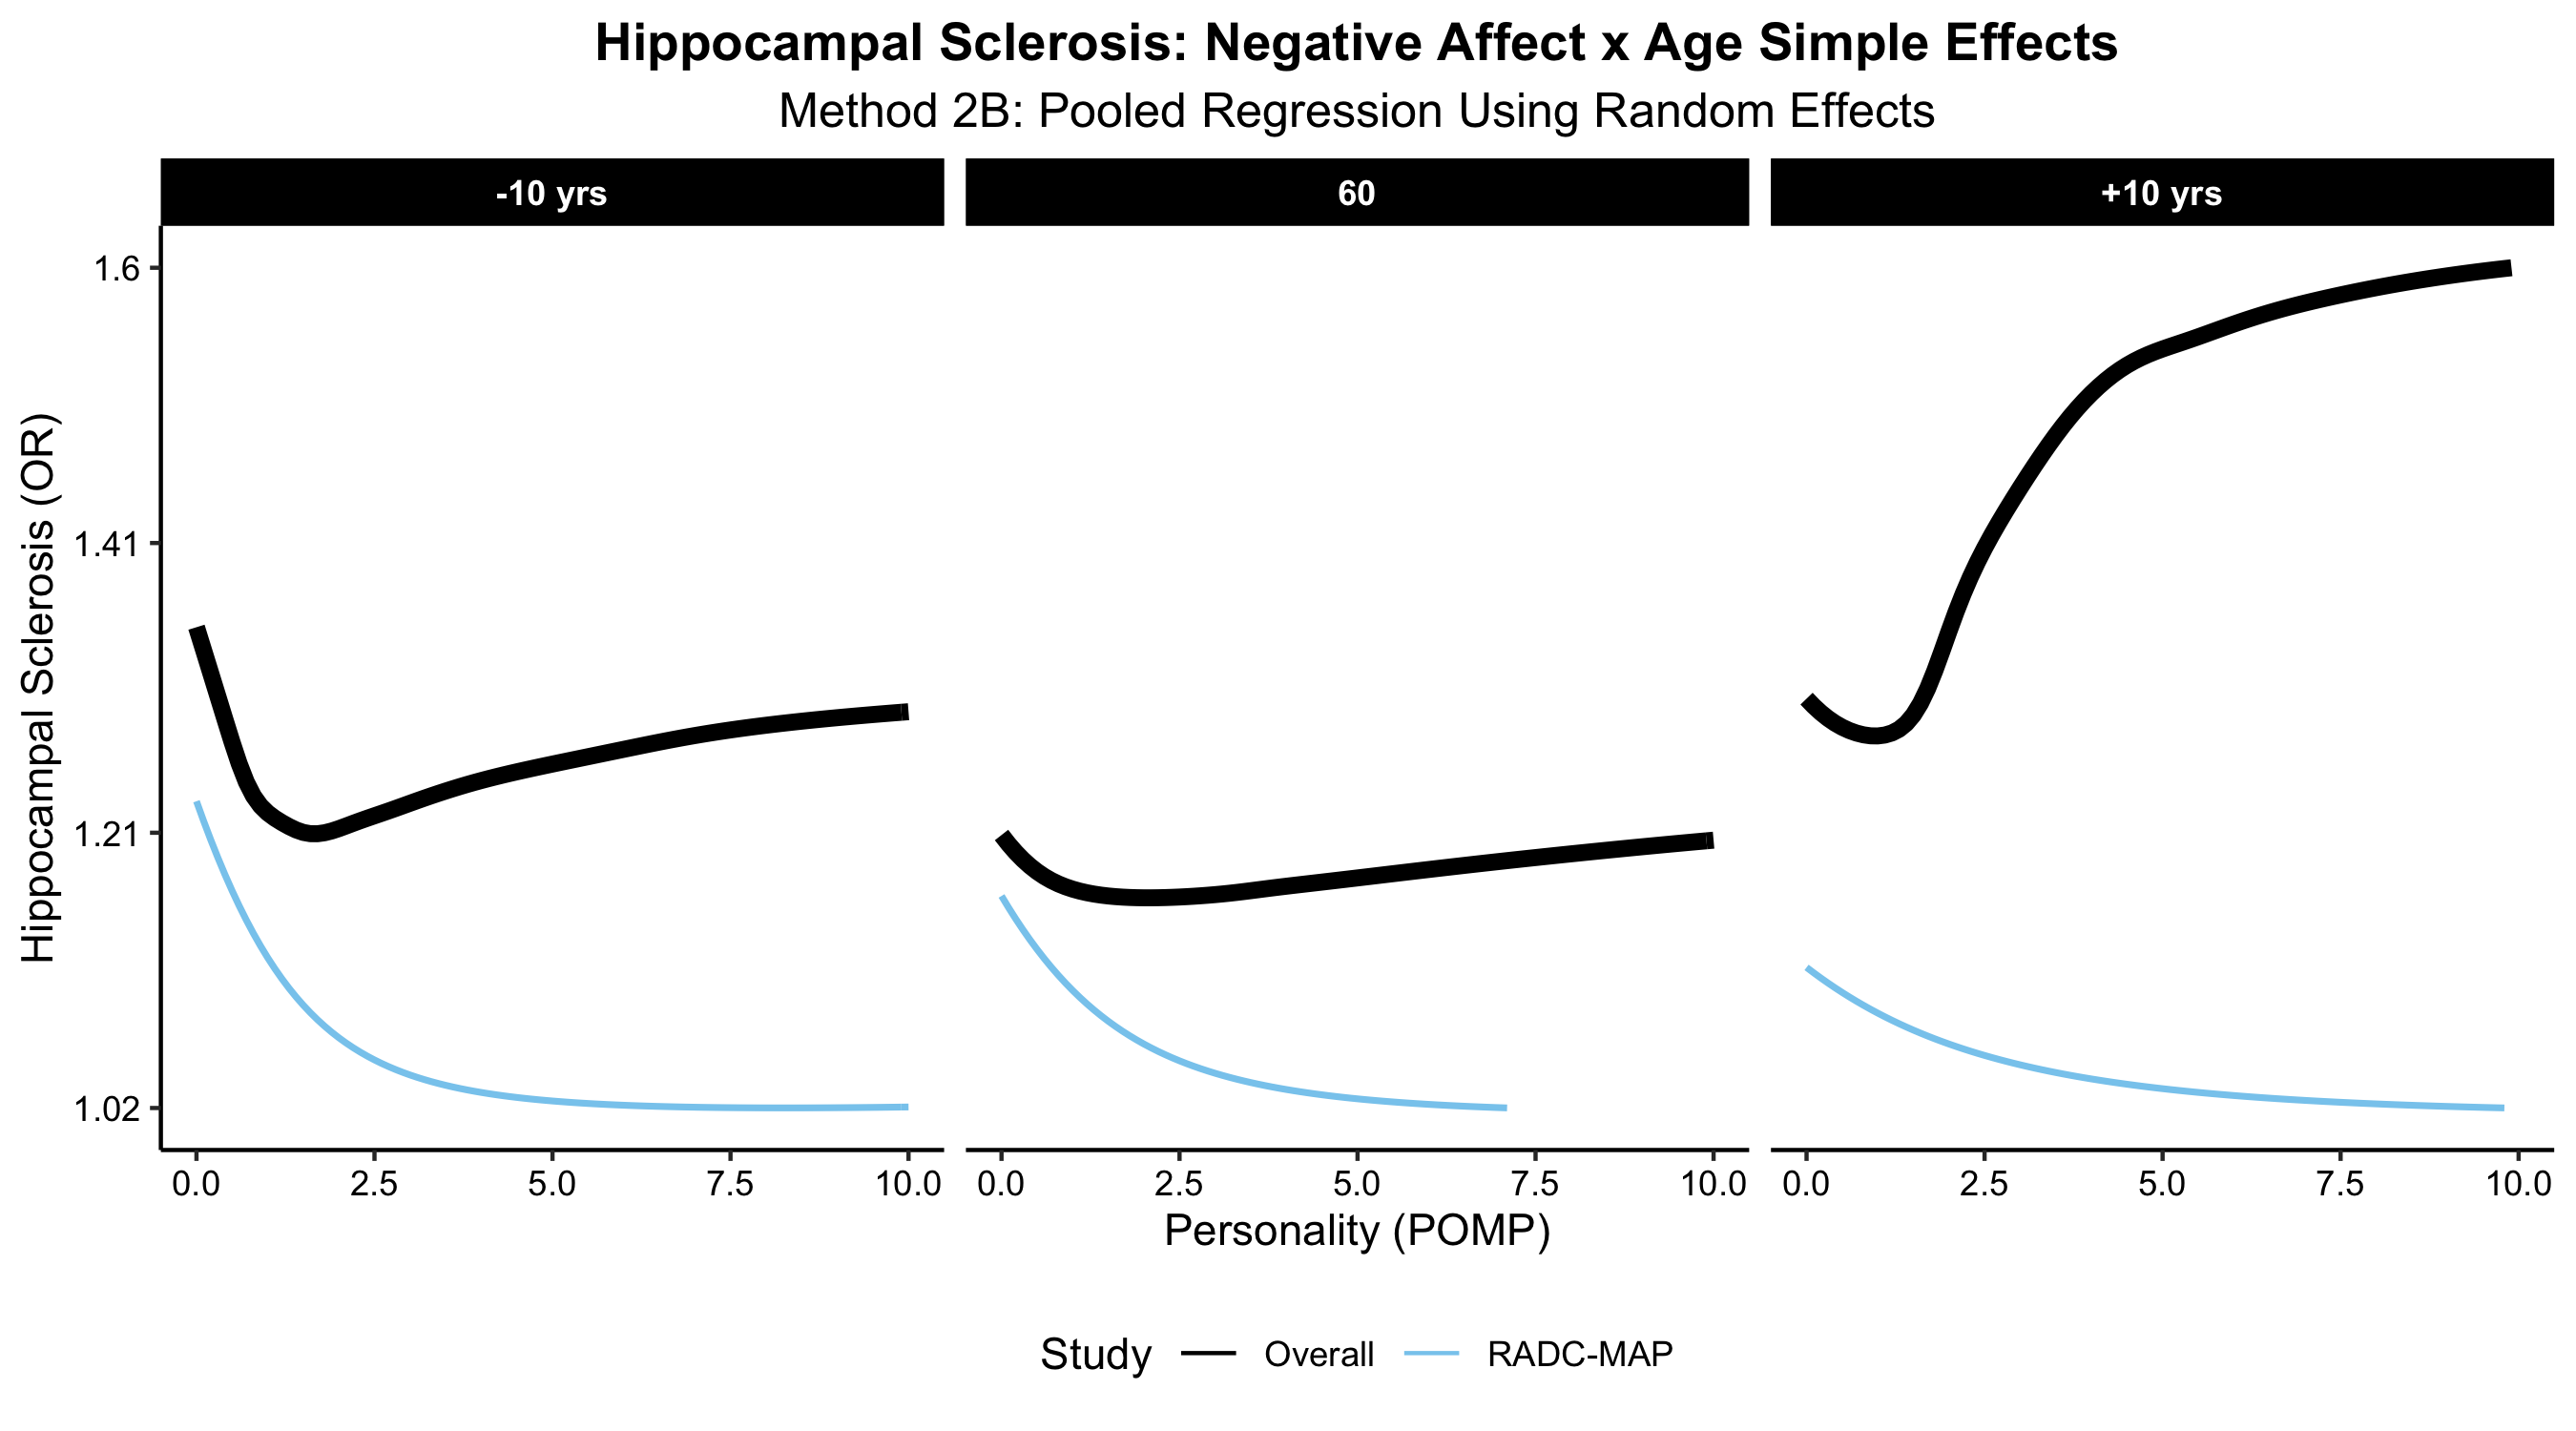 Hippocampal Sclerosis: Negative Affect x Age Simple Effects
Method 2B: Pooled Regression Using Random Effects
-10 yrs
60
+10 yrs
Hippocampal Sclerosis (OR)
1.6
1.41
1.21
1.02
0.0 2.5 5.0 7.5 10.0
0.0 2.5 5.0 7.5 10.0
0.0 2.5 5.0 7.5 10.0
Personality (POMP)
Study Overall RADC-MAP